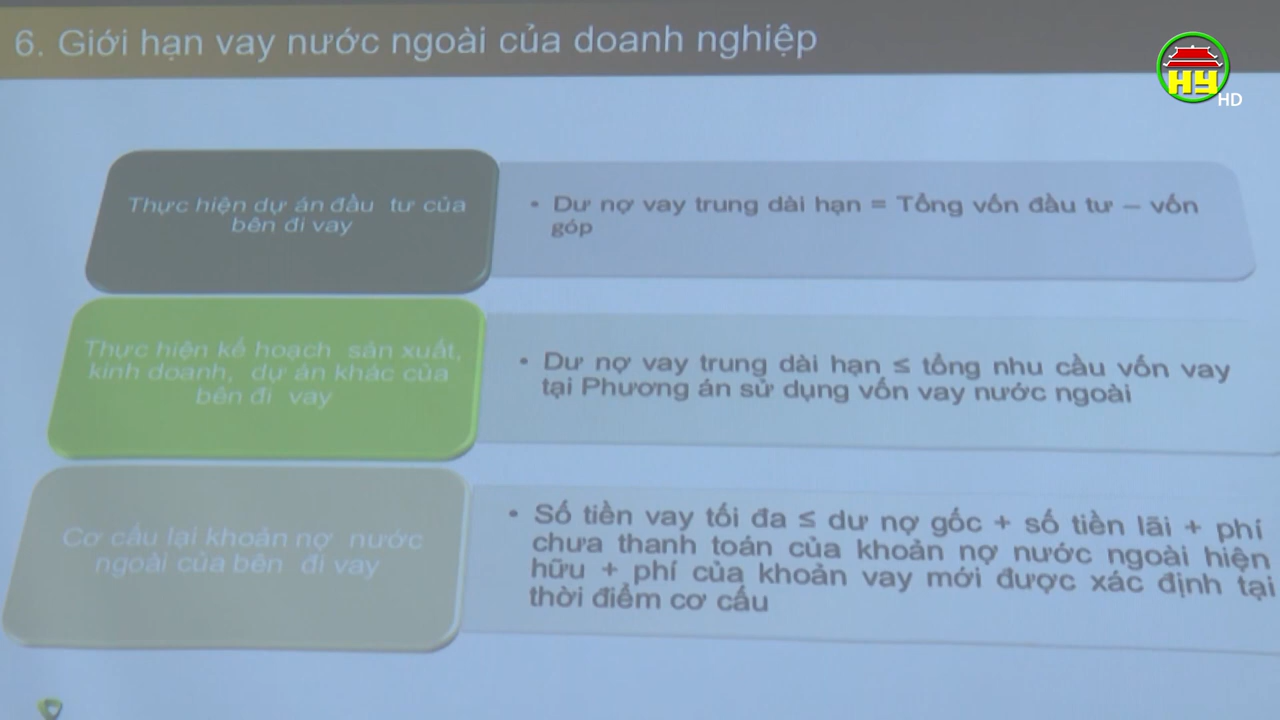 6. Giới hạn vay nước ngoài của doanh nghiệp
HY
HD
Thực hiện dự án đầu tư của
bên đi vay
• Dư nợ vay trung dài hạn = Tổng vốn đầu tư – vốn
góp
Thực hiện kế hoạch sản xuất,
kinh doanh, dự án khác của
bên đi vay
• Dư nợ vay trung dài hạn ≤ tổng nhu cầu vốn vay
tại Phương án sử dụng vốn vay nước ngoài
Cơ cấu lại khoản nợ nước
ngoài của bên đi vay
• Số tiền vay tối đa ≤ dư nợ gốc + số tiền lãi + phí
chưa thanh toán của khoản nợ nước ngoài hiện
hữu + phí của khoản vay mới được xác định tại
thời điểm cơ cấu